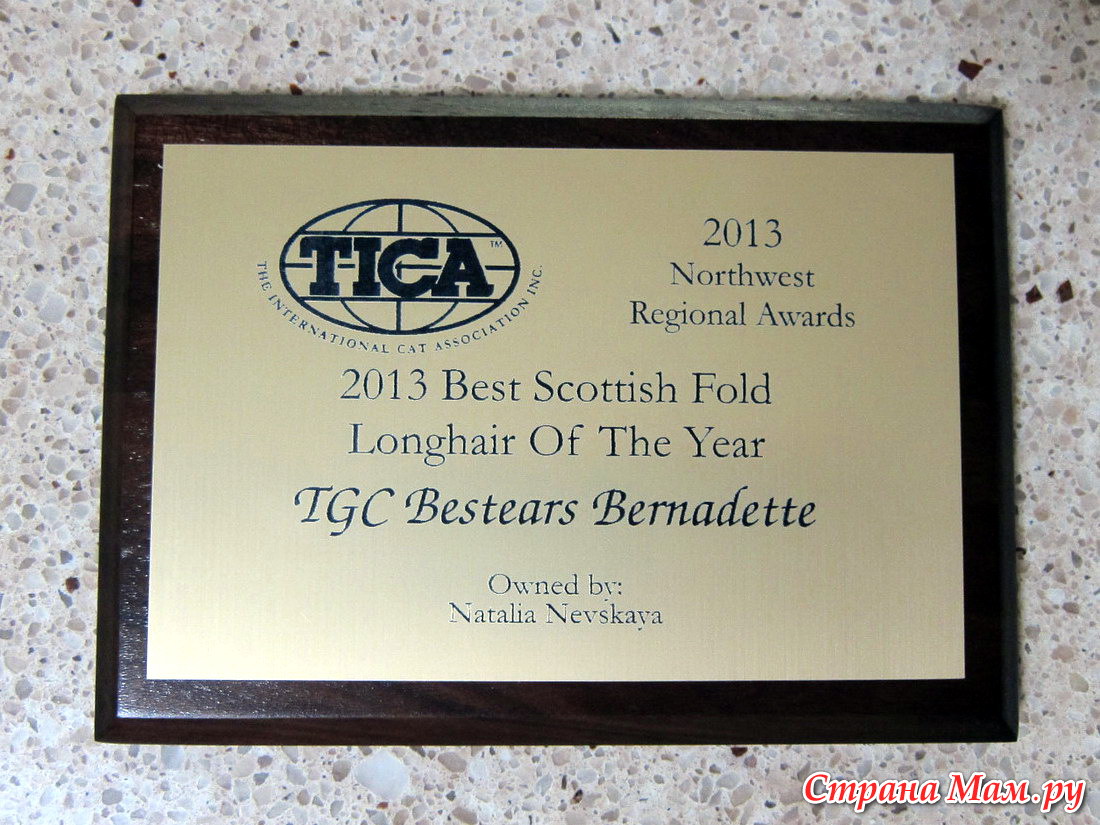 TICA™
THE INTERNATIONAL CAT ASSOCIATION INC.
2013
Northwest
Regional Awards
2013 Best Scottish Fold
Longhair Of The Year
TGC Bestears Bernadette
Owned by:
Natalia Nevskaya
Страна Мам.ру